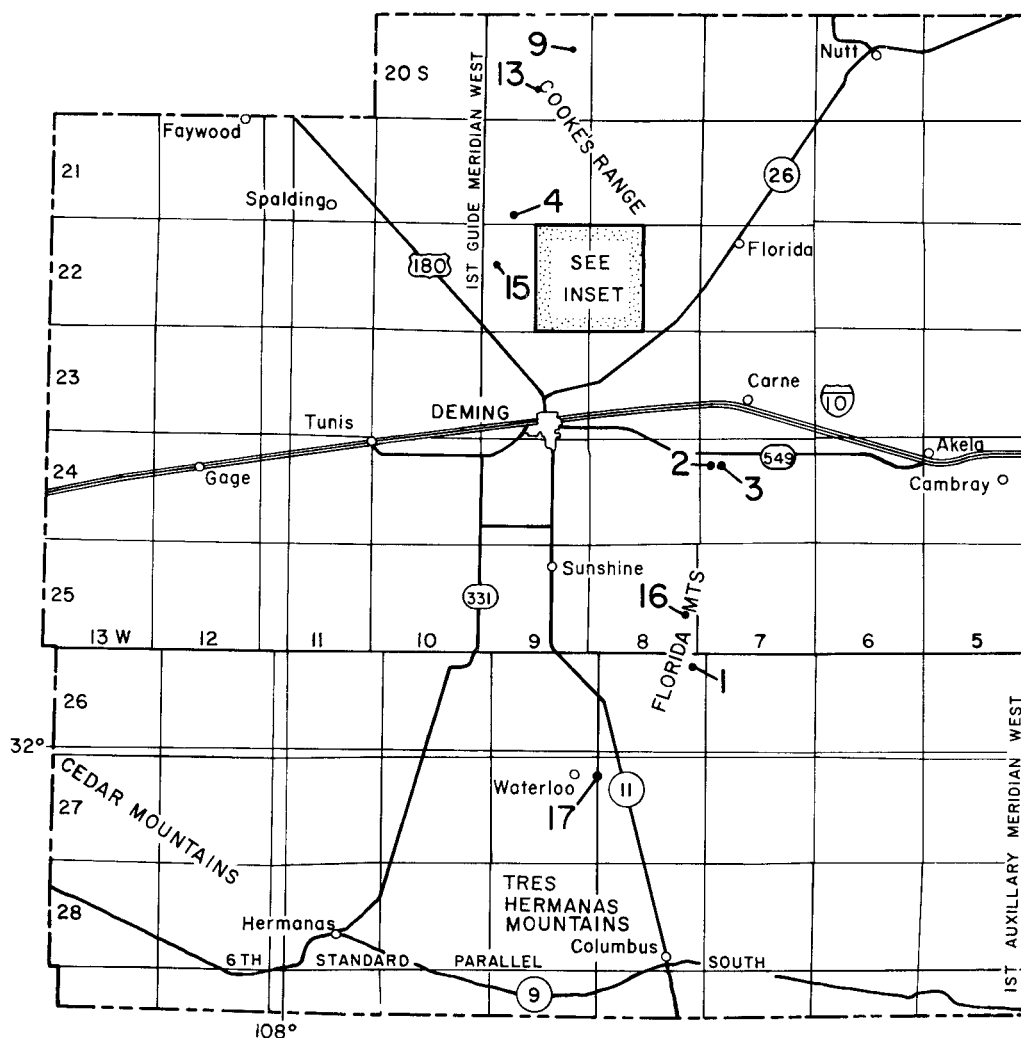 9
20 S
Nutt
13
COOKE'S RANGE
1ST GUIDE MERIDIAN WEST
Faywood
21
26
Spalding
4
SEE
INSET
Florida
22
180
15
23
Carne
10
DEMING
Tunis
24
Gage
2
3
549
Akela
Cambray
Sunshine
25
331
16
FLORIDA MTS
13 W
12
11
10
9
8
7
6
5
1
26
32°
CEDAR MOUNTAINS
Waterloo
17
11
27
1ST AUXILLARY MERIDIAN WEST
TRES
HERMANAS
MOUNTAINS
28
Hermanas
Columbus
6TH STANDARD PARALLEL SOUTH
9
108°